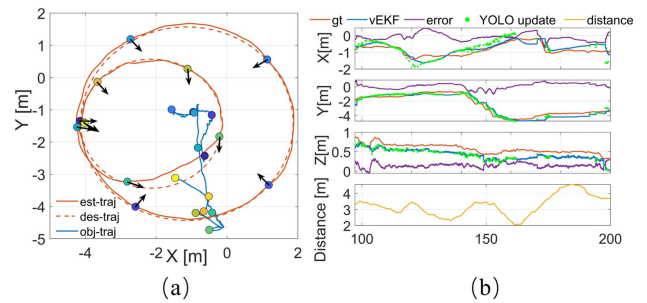 2
1
0
-1
-2
-3
-4
-5
Y [m]
est-traj
des-traj
obj-traj
-4
-2
X [m]
0
2
(a)
gt
vEKF
error
YOLO update
distance
X[m]
0
-1
-2
Y[m]
0
-2
-4
Z[m]
1
0.5
0
Distance [m]
4
3
2
100
150
200
(b)